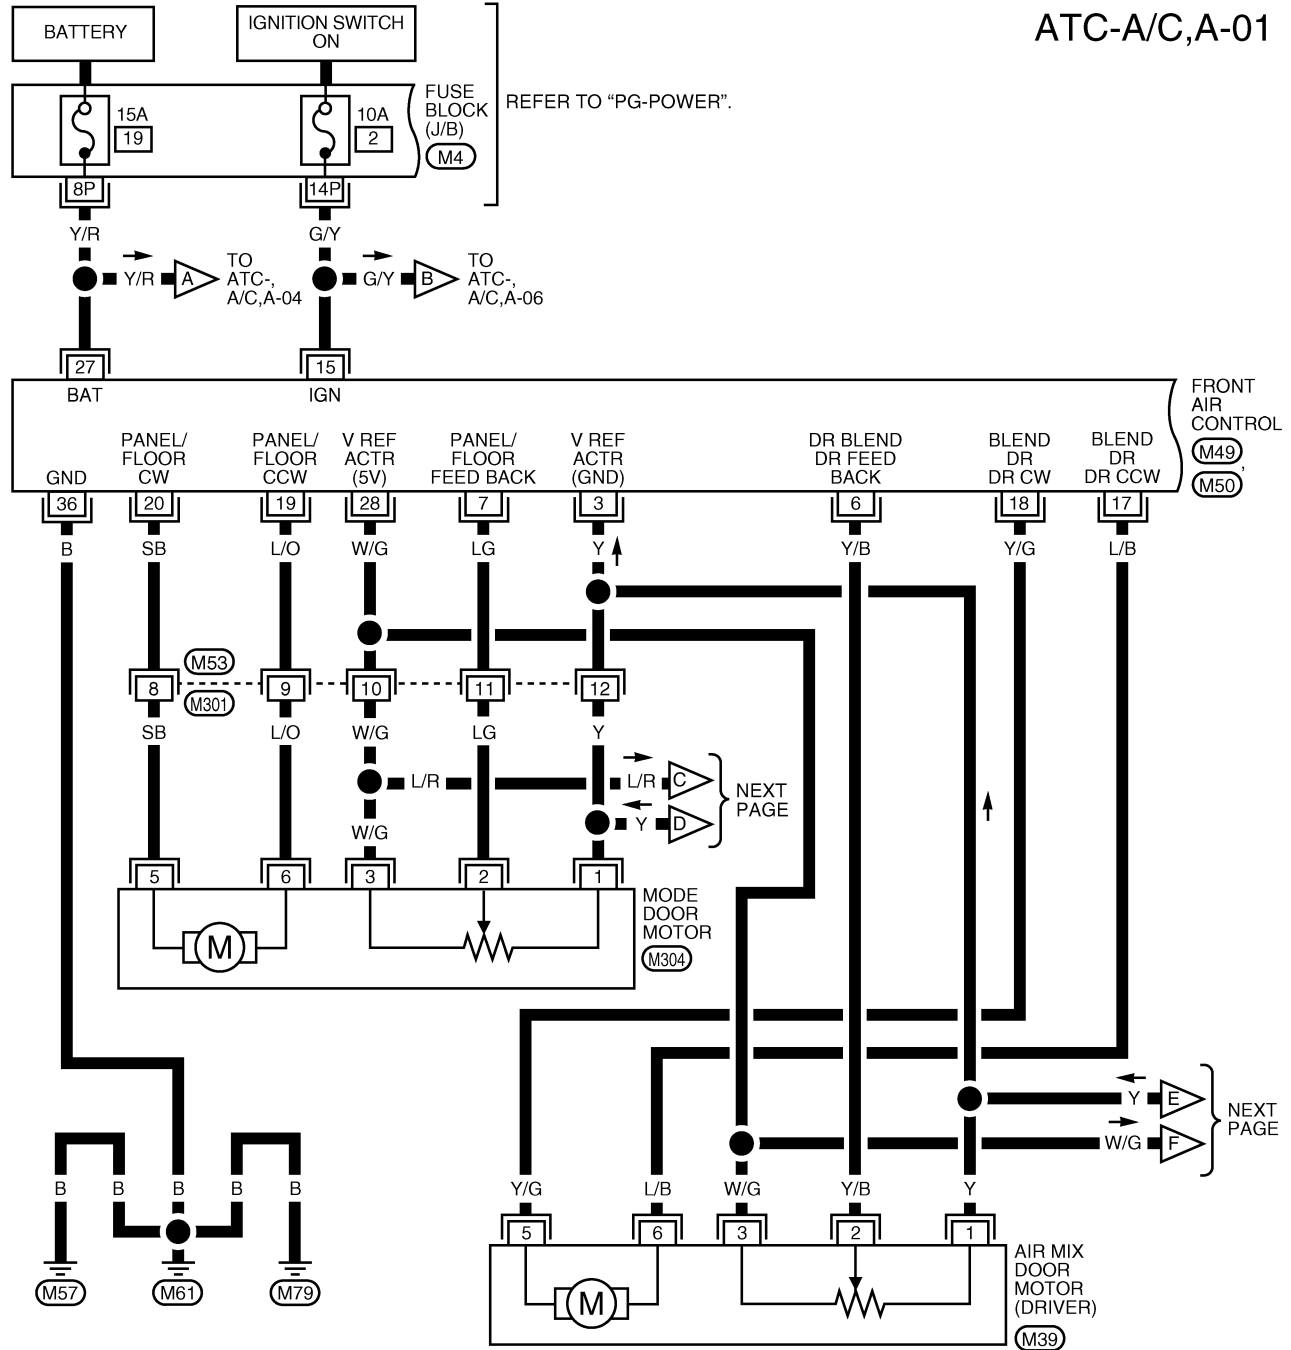 ATC-A/C,A-01
BATTERY
IGNITION SWITCH
ON
15A
19
10A
2
FUSE
BLOCK
(J/B)
M4
REFER TO “PG-POWER”.
8P
14P
Y/R
G/Y
Y/R
A
TO
ATC-,
A/C,A-04
G/Y
B
TO
ATC-,
A/C,A-06
27
15
BAT
IGN
FRONT
AIR
CONTROL
M49
,
M50
GND
PANEL/
FLOOR
CW
PANEL/
FLOOR
CCW
V REF
ACTR
(5V)
PANEL/
FLOOR
FEED BACK
V REF
ACTR
(GND)
DR BLEND
DR FEED
BACK
BLEND
DR
DR CW
BLEND
DR
DR CCW
36
20
19
28
7
3
6
18
17
B
SB
L/O
W/G
LG
Y
Y/B
Y/G
L/B
M53
M301
8
9
10
11
12
SB
L/O
W/G
LG
Y
L/R
L/R
C
Y
D
NEXT
PAGE
W/G
5
6
3
2
1
M
MODE
DOOR
MOTOR
M304
Y
E
W/G
F
NEXT
PAGE
B
B
B
B
B
Y/G
L/B
W/G
Y/B
Y
5
6
3
2
1
M57
M61
M79
M
AIR MIX
DOOR
MOTOR
(DRIVER)
M39